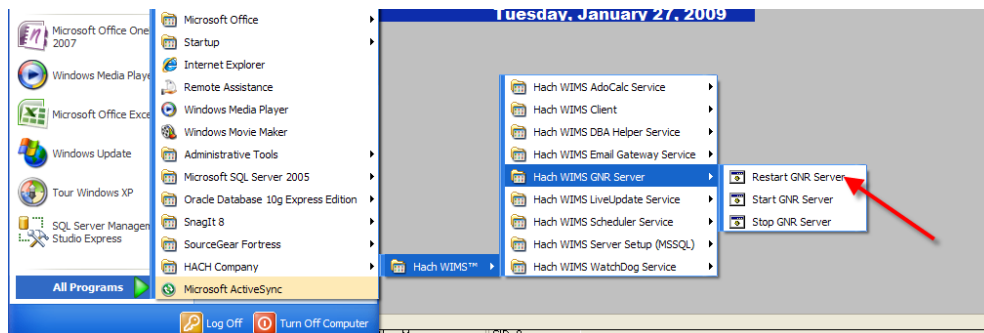 Tuesday, January 27, 2009
Microsoft Office One
2007
Windows Media Playe
Microsoft Office Exce
Windows Update
Tour Windows XP
SQL Server Managen
Studio Express
All Programs
Microsoft Office
Startup
Internet Explorer
Remote Assistance
Windows Media Player
Windows Movie Maker
Administrative Tools
Microsoft SQL Server 2005
Oracle Database 10g Express Edition
SnagIt 8
SourceGear Fortress
HACH Company
Microsoft ActiveSync
Hach WIMS™
Hach WIMS AdoCalc Service
Hach WIMS Client
Hach WIMS DBA Helper Service
Hach WIMS Email Gateway Service
Hach WIMS GNR Server
Hach WIMS LiveUpdate Service
Hach WIMS Scheduler Service
Hach WIMS Server Setup (MSSQL)
Hach WIMS WatchDog Service
Restart GNR Server
Start GNR Server
Stop GNR Server
Log Off
Turn Off Computer